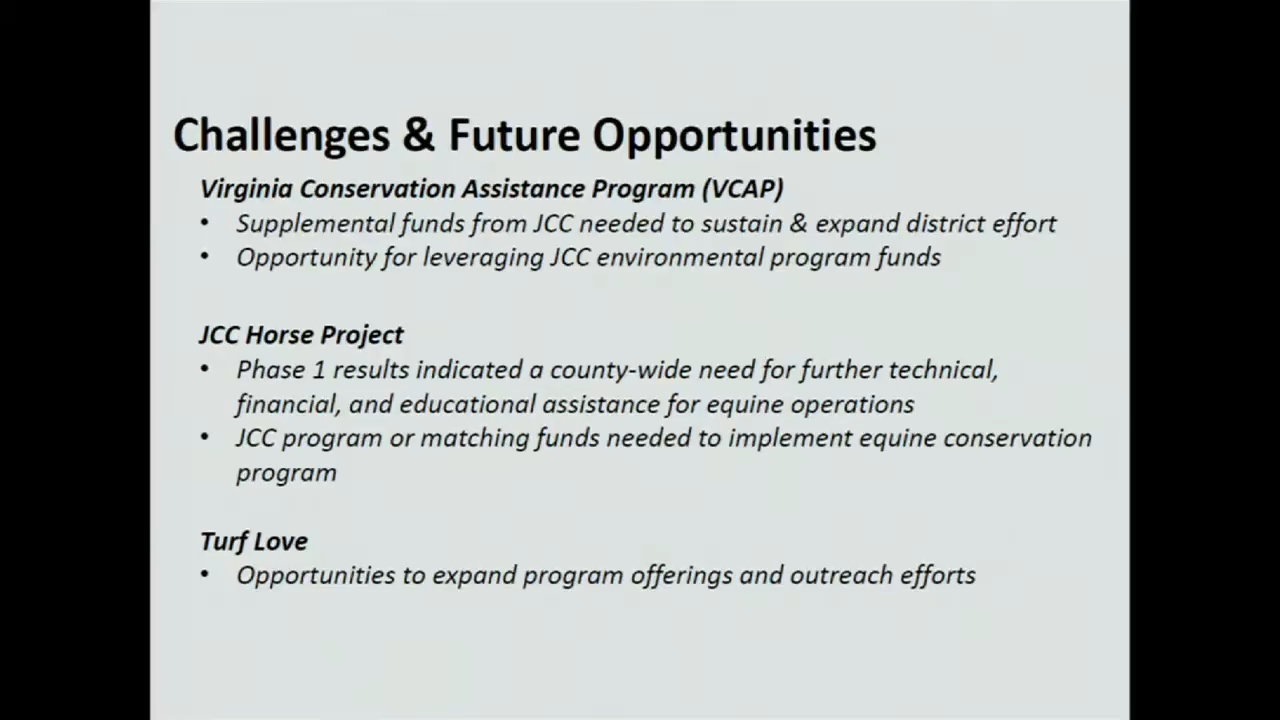 Challenges & Future Opportunities
Virginia Conservation Assistance Program (VCAP)
• Supplemental funds from JCC needed to sustain & expand district effort
• Opportunity for leveraging JCC environmental program funds
JCC Horse Project
• Phase 1 results indicated a county-wide need for further technical,
financial, and educational assistance for equine operations
• JCC program or matching funds needed to implement equine conservation
program
Turf Love
• Opportunities to expand program offerings and outreach efforts